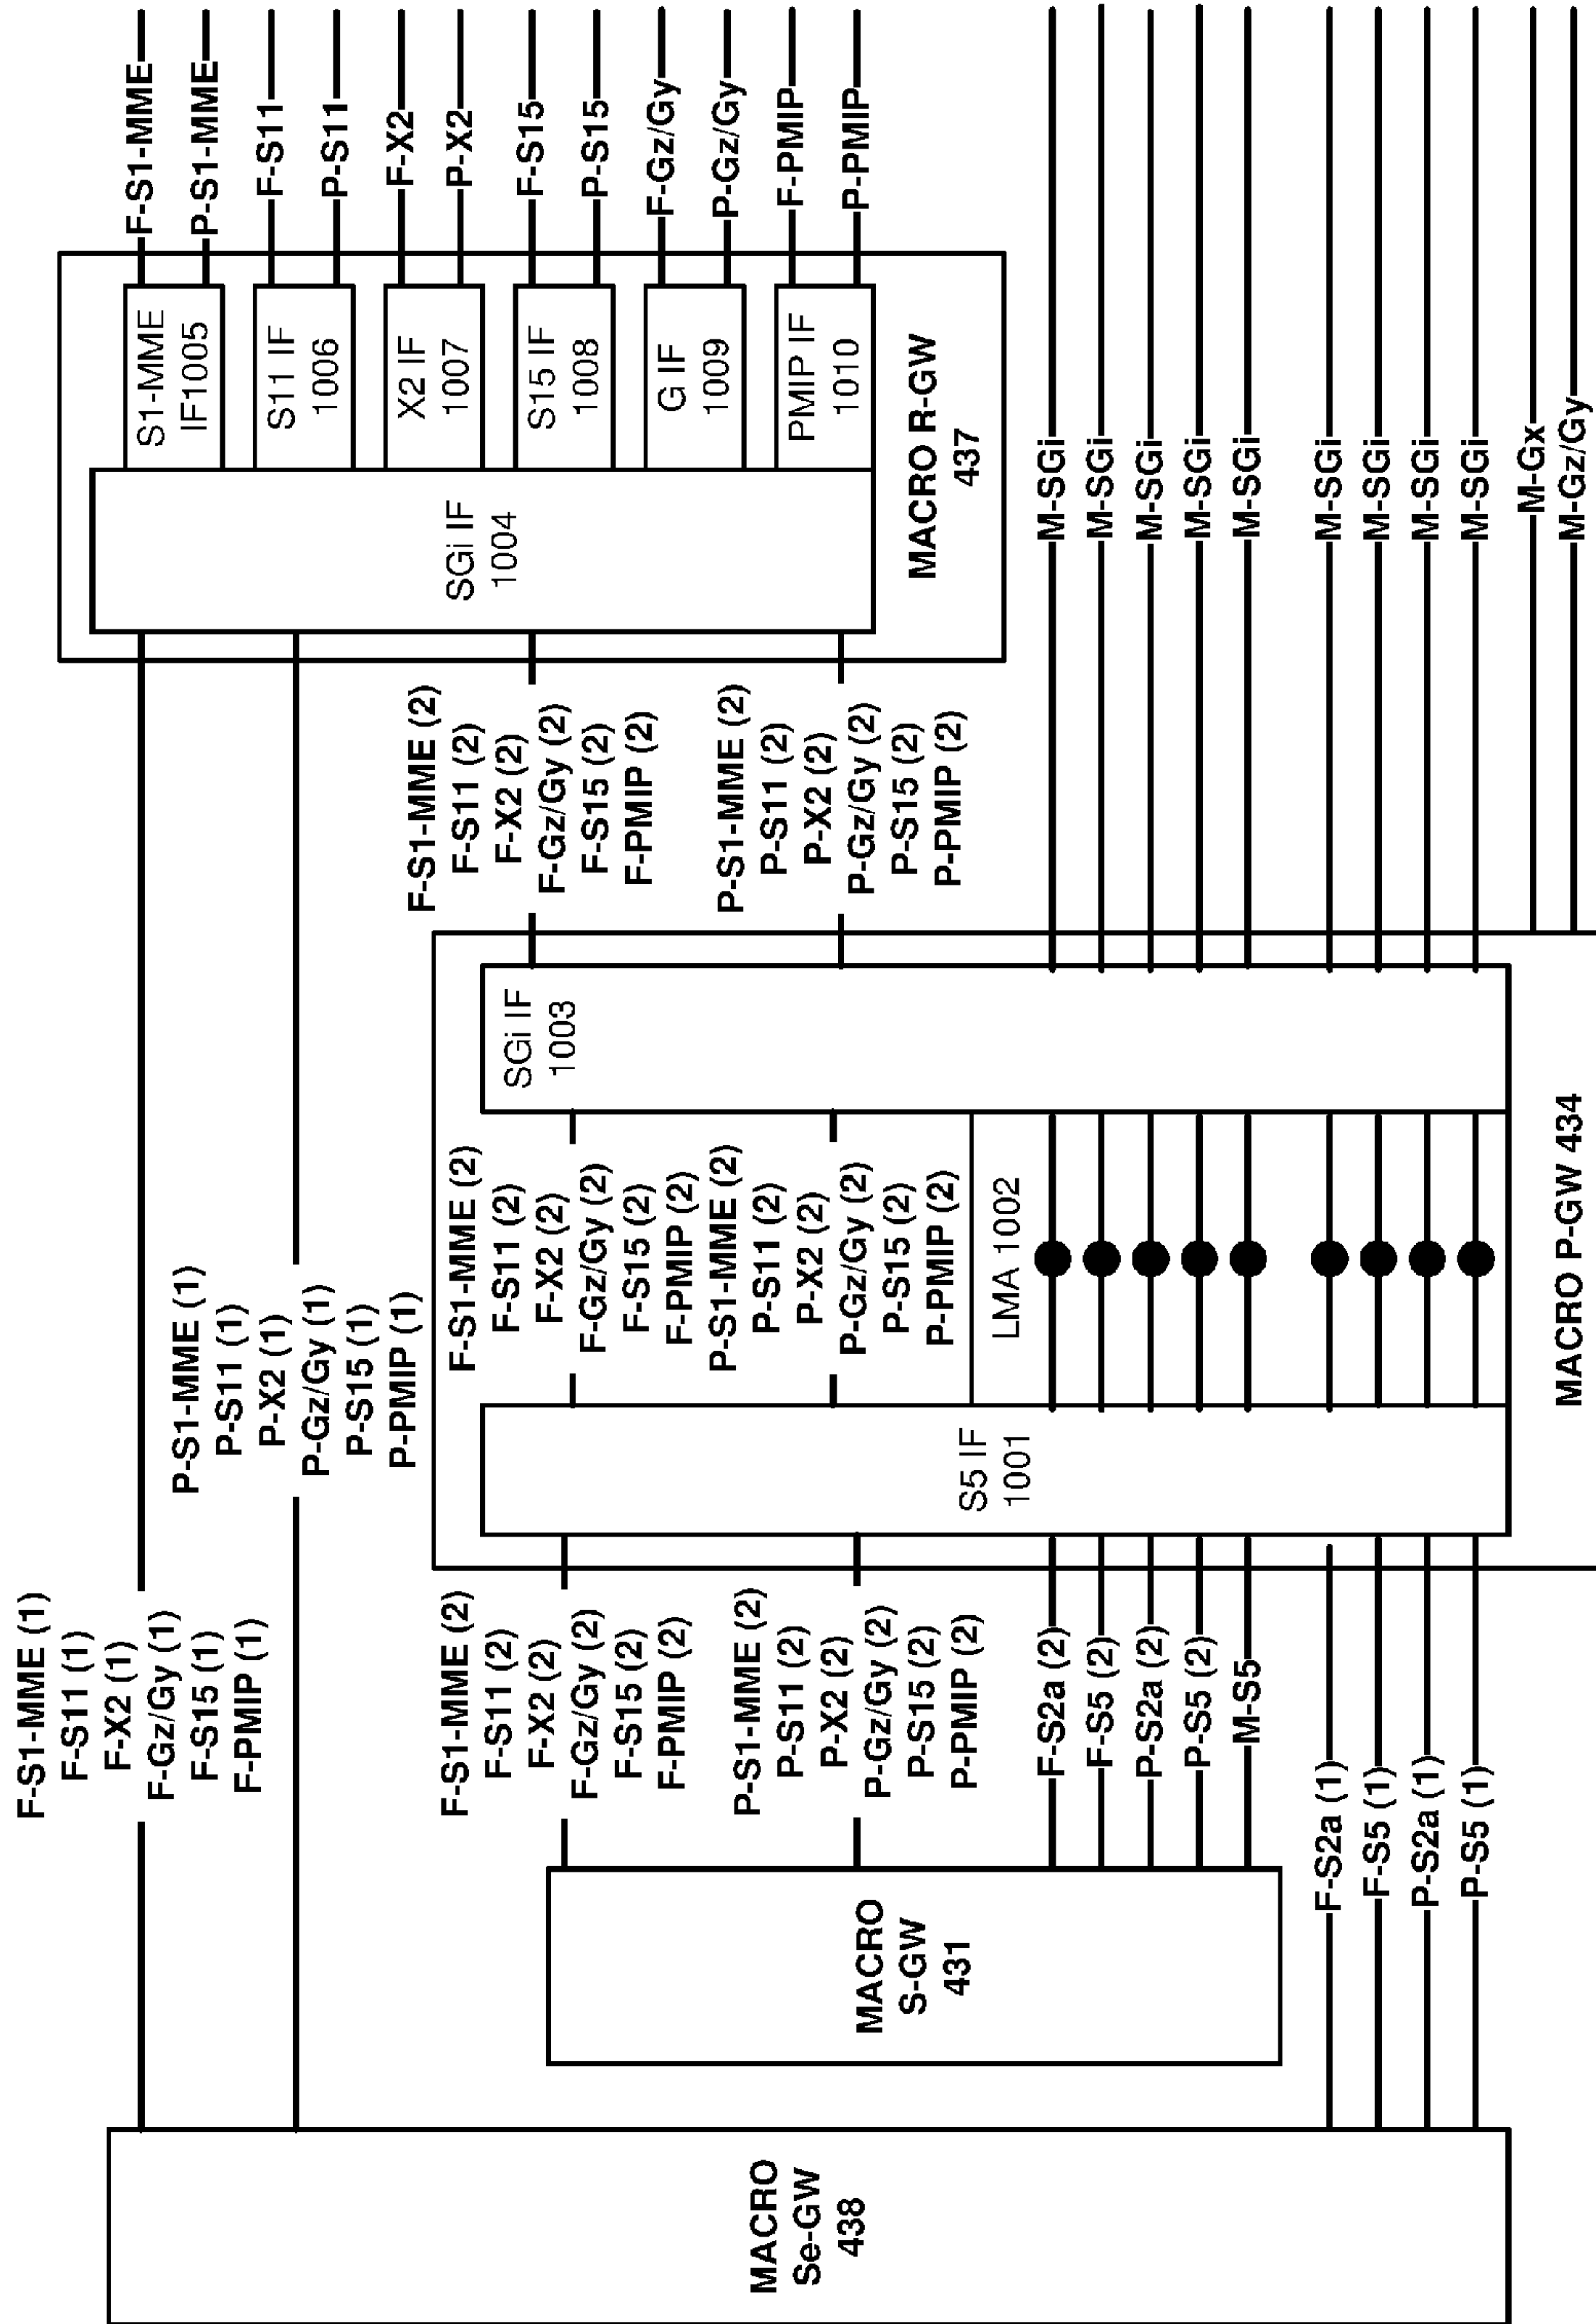 MACRO
Se-GW
438
F-S1-MME (1)
F-S11 (1)
F-X2 (1)
F-Gz/Gy (1)
F-S15 (1)
F-PMIP (1)
P-S1-MME (1)
P-S11 (1)
P-X2 (1)
P-Gz/Gy (1)
P-S15 (1)
P-PMIP (1)
MACRO
S-GW
431
F-S1-MME (2)
F-S11 (2)
F-X2 (2)
F-Gz/Gy (2)
F-S15 (2)
F-PMIP (2)
P-S1-MME (2)
P-S11 (2)
P-X2 (2)
P-Gz/Gy (2)
P-S15 (2)
P-PMIP (2)
F-S2a (2)
F-S5 (2)
P-S2a (2)
P-S5 (2)
M-S5
F-S2a (1)
F-S5 (1)
P-S2a (1)
P-S5 (1)
S5 IF
1001
F-S1-MME (2)
F-S11 (2)
F-X2 (2)
F-Gz/Gy (2)
F-S15 (2)
F-PMIP (2)
P-S1-MME (2)
P-S11 (2)
P-X2 (2)
P-Gz/Gy (2)
P-S15 (2)
P-PMIP (2)
LMA 1002
SGi IF
1003
MACRO P-GW 434
F-S1-MME (2)
F-S11 (2)
F-X2 (2)
F-Gz/Gy (2)
F-S15 (2)
F-PMIP (2)
P-S1-MME (2)
P-S11 (2)
P-X2 (2)
P-Gz/Gy (2)
P-S15 (2)
P-PMIP (2)
SGi IF
1004
S1-MME
IF1005
S11 IF
1006
X2 IF
1007
S15 IF
1008
G IF
1009
PMIP IF
1010
MACRO R-GW
437
F-S1-MME
P-S1-MME
F-S11
P-S11
F-X2
P-X2
F-S15
P-S15
F-Gz/Gy
P-Gz/Gy
F-PMIP
P-PMIP
M-SGi
M-SGi
M-SGi
M-SGi
M-SGi
M-SGi
M-SGi
M-SGi
M-SGi
M-Gx
M-Gz/Gy